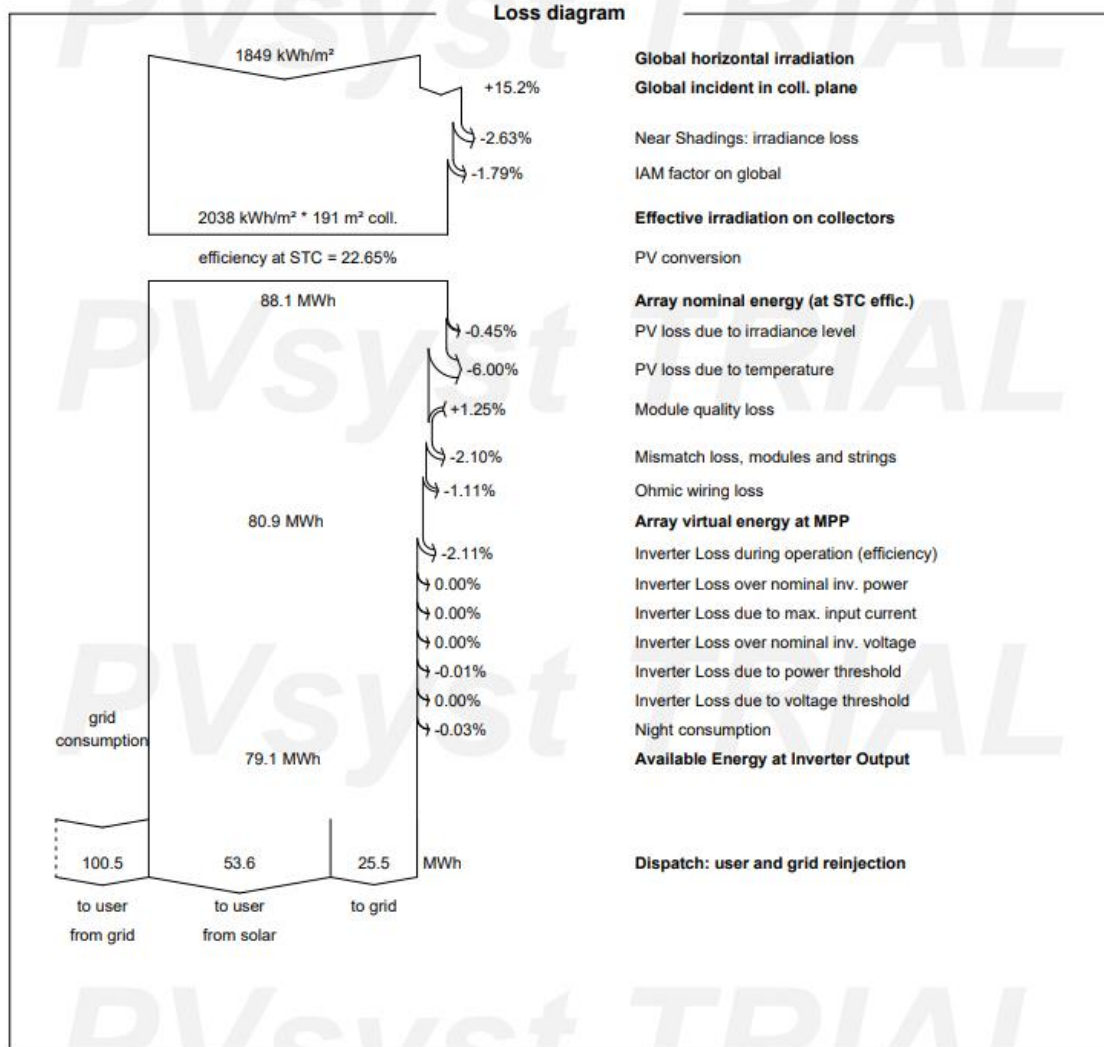 Loss diagram
1849 kWh/m² Global horizontal irradiation
+15.2% Global incident in coll. plane
-2.63% Near Shadings: irradiance loss
-1.79% IAM factor on global
2038 kWh/m² * 191 m² coll. Effective irradiation on collectors
efficiency at STC = 22.65% PV conversion
88.1 MWh Array nominal energy (at STC effic.)
-0.45% PV loss due to irradiance level
-6.00% PV loss due to temperature
+1.25% Module quality loss
-2.10% Mismatch loss, modules and strings
-1.11% Ohmic wiring loss
80.9 MWh Array virtual energy at MPP
-2.11% Inverter Loss during operation (efficiency)
0.00% Inverter Loss over nominal inv. power
0.00% Inverter Loss due to max. input current
0.00% Inverter Loss over nominal inv. voltage
-0.01% Inverter Loss due to power threshold
0.00% Inverter Loss due to voltage threshold
grid
consumption
-0.03% Night consumption
79.1 MWh Available Energy at Inverter Output
100.5 53.6 25.5 MWh Dispatch: user and grid reinjection
to user to user to grid
from grid from solar
PVsyst TRIAL
PVsyst TRIAL
PVsyst TRIAL
PVsyst TRIAL